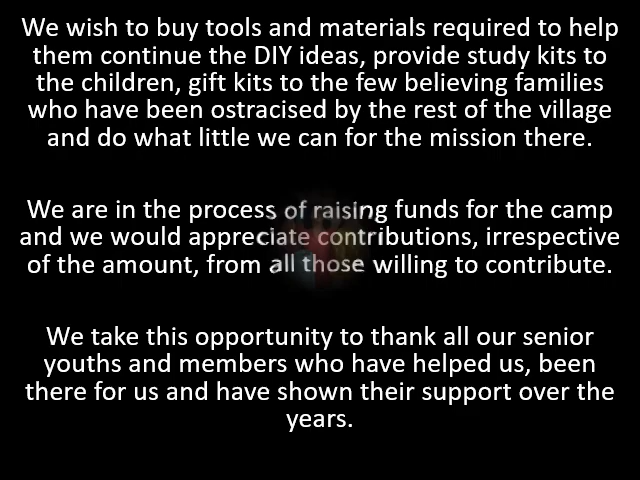 We wish to buy tools and materials required to help
them continue the DIY ideas, provide study kits to
the children, gift kits to the few believing families
who have been ostracised by the rest of the village
and do what little we can for the mission there.
We are in the process of raising funds for the camp
and we would appreciate contributions, irrespective
of the amount, from all those willing to contribute.
We take this opportunity to thank all our senior
youths and members who have helped us, been
there for us and have shown their support over the
years.